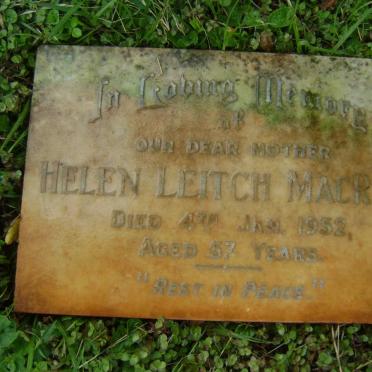 In Loving Memory
of
OUR DEAR MOTHER
HELEN LEITCH MACR
DIED 4TH JAN. 1952,
AGED 57 YEARS.
"REST IN PEACE."